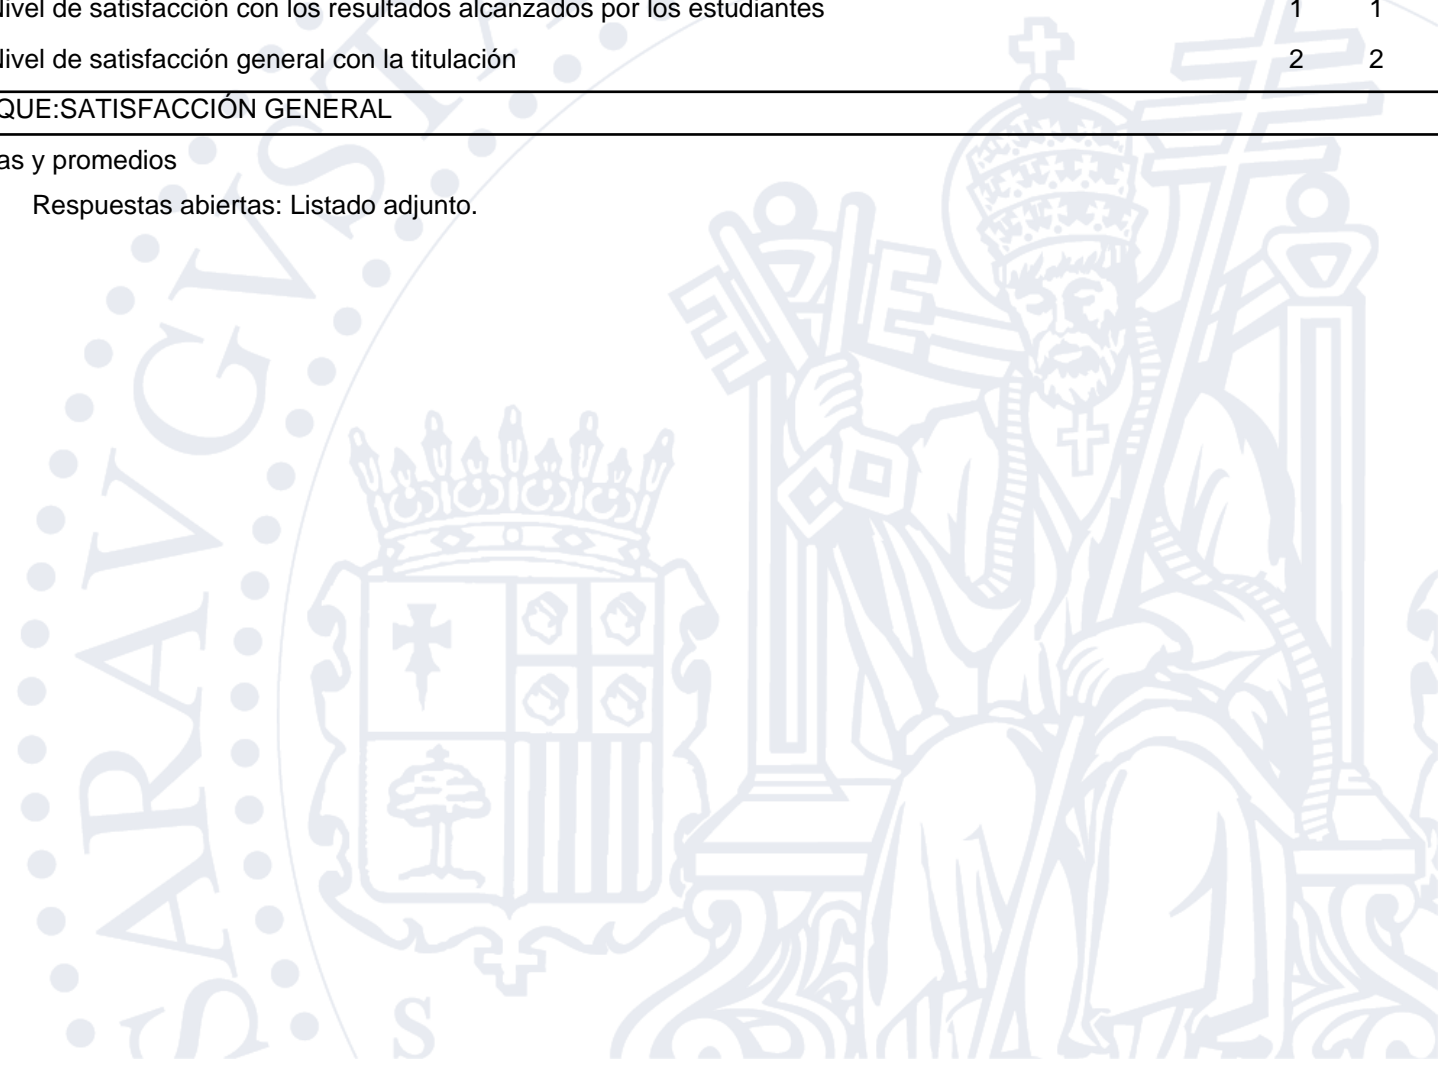 Nivel de satisfacción con los resultados alcanzados por los estudiantes 1 1
Nivel de satisfacción general con la titulación 2 2
QUE:SATISFACCIÓN GENERAL
as y promedios
Respuestas abiertas: Listado adjunto.
SARAVGVSTA
S